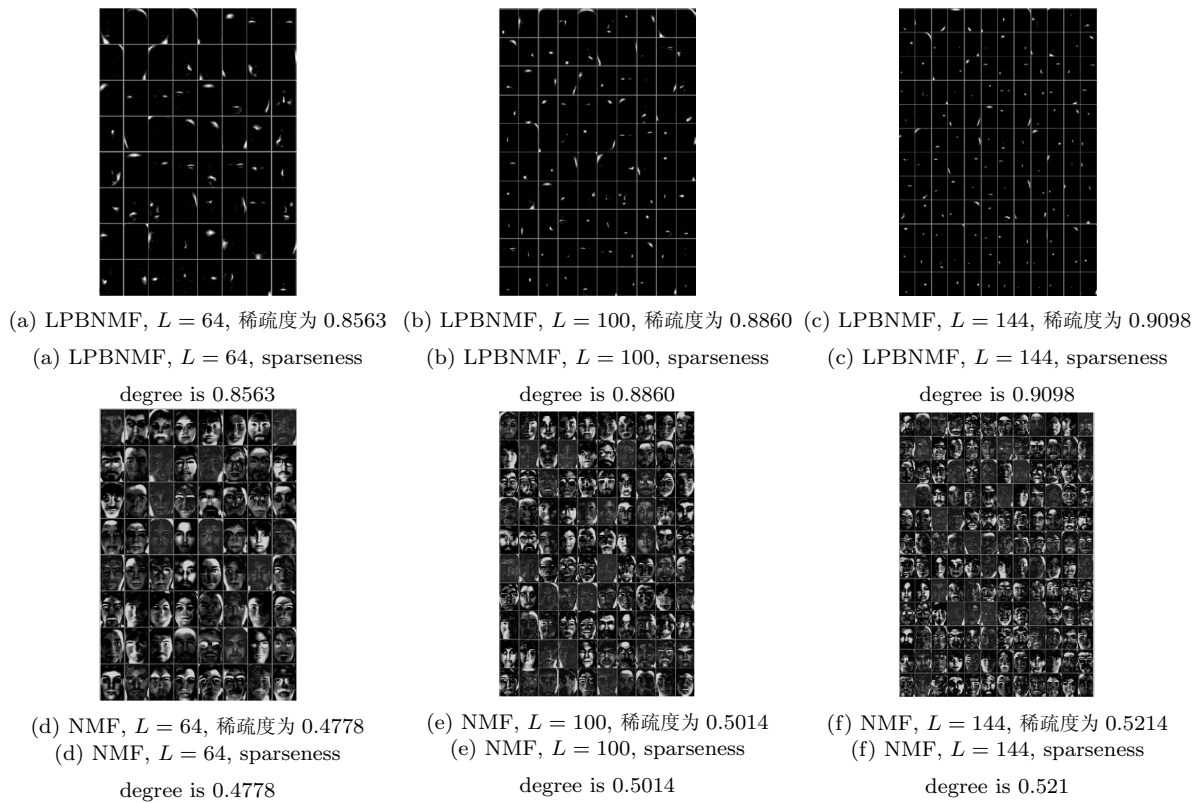 (a) LPBNMF, L = 64, 稀疏度为 0.8563
(b) LPBNMF, L = 100, 稀疏度为 0.8860
(c) LPBNMF, L = 144, 稀疏度为 0.9098
(a) LPBNMF, L = 64, sparseness
degree is 0.8563
(b) LPBNMF, L = 100, sparseness
degree is 0.8860
(c) LPBNMF, L = 144, sparseness
degree is 0.9098
(d) NMF, L = 64, 稀疏度为 0.4778
(d) NMF, L = 64, sparseness
degree is 0.4778
(e) NMF, L = 100, 稀疏度为 0.5014
(e) NMF, L = 100, sparseness
degree is 0.5014
(f) NMF, L = 144, 稀疏度为 0.5214
(f) NMF, L = 144, sparseness
degree is 0.521